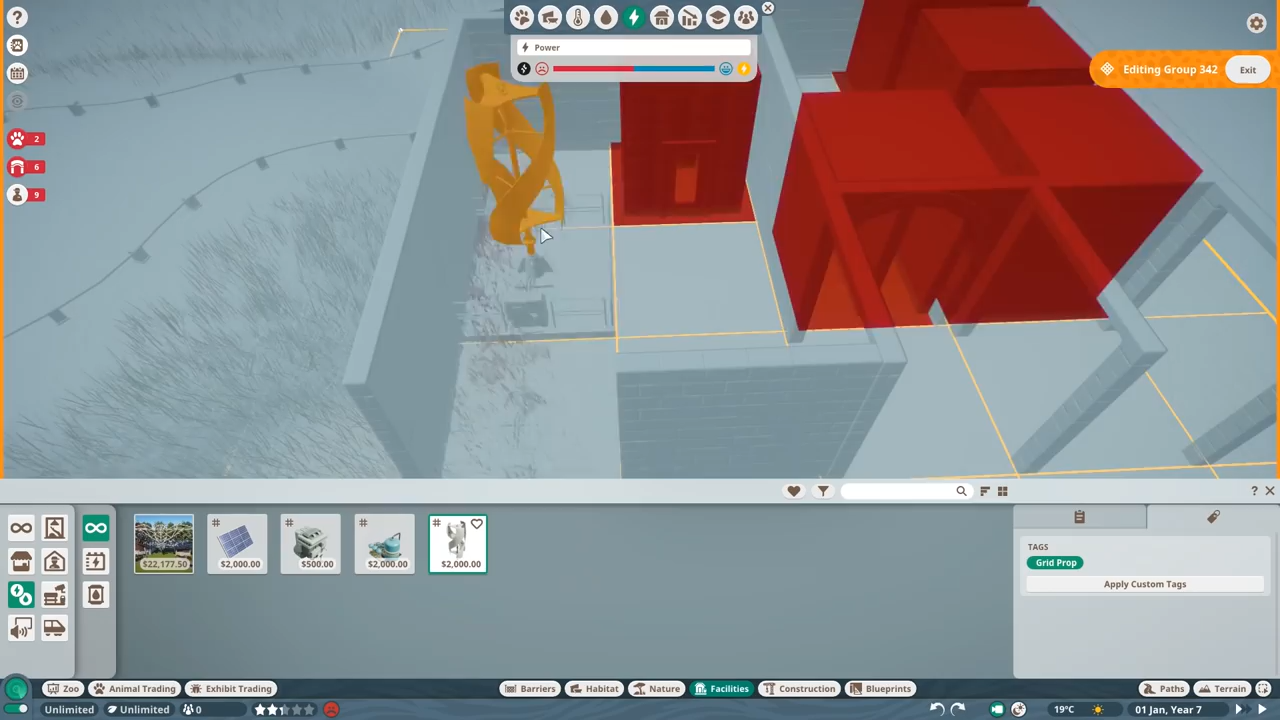 ?
Power
Editing Group 342
Exit
2
6
9
? 
$22,177.50
$2,000.00
$500.00
$2,000.00
$2,000.00
TAGS
Grid Prop
Apply Custom Tags
Zoo
Animal Trading
Exhibit Trading
Barriers
Habitat
Nature
Facilities
Construction
Blueprints
Paths
Terrain
Unlimited
Unlimited
0
19°C
01 Jan, Year 7